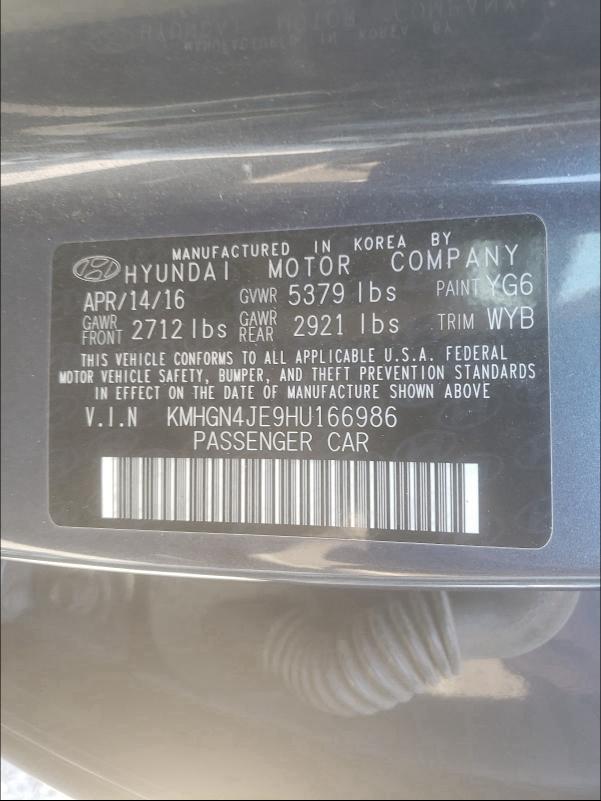 MANUFACTURED IN KOREA BY
HYUNDAI MOTOR COMPANY
APR/14/16 GVWR 5379 lbs PAINT YG6
GAWR FRONT 2712 lbs GAWR REAR 2921 lbs TRIM WYB
THIS VEHICLE CONFORMS TO ALL APPLICABLE U.S.A. FEDERAL
MOTOR VEHICLE SAFETY, BUMPER, AND THEFT PREVENTION STANDARDS
IN EFFECT ON THE DATE OF MANUFACTURE SHOWN ABOVE
V.I.N KMHGN4JE9HU166986
PASSENGER CAR